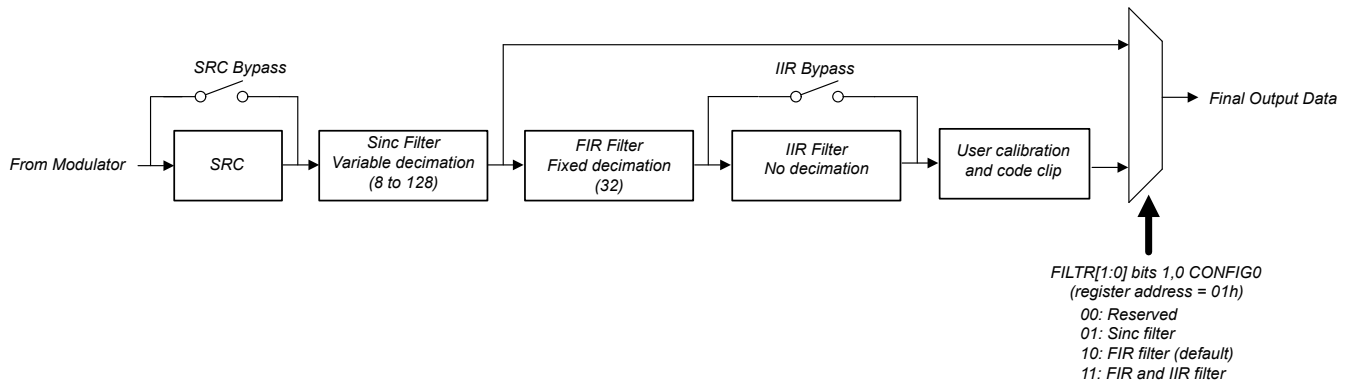 SRC Bypass
IIR Bypass
From Modulator
SRC
Sinc Filter
Variable decimation
(8 to 128)
FIR Filter
Fixed decimation
(32)
IIR Filter
No decimation
User calibration
and code clip
Final Output Data
FILTR[1:0] bits 1,0 CONFIG0
(register address = 01h)
00: Reserved
01: Sinc filter
10: FIR filter (default)
11: FIR and IIR filter